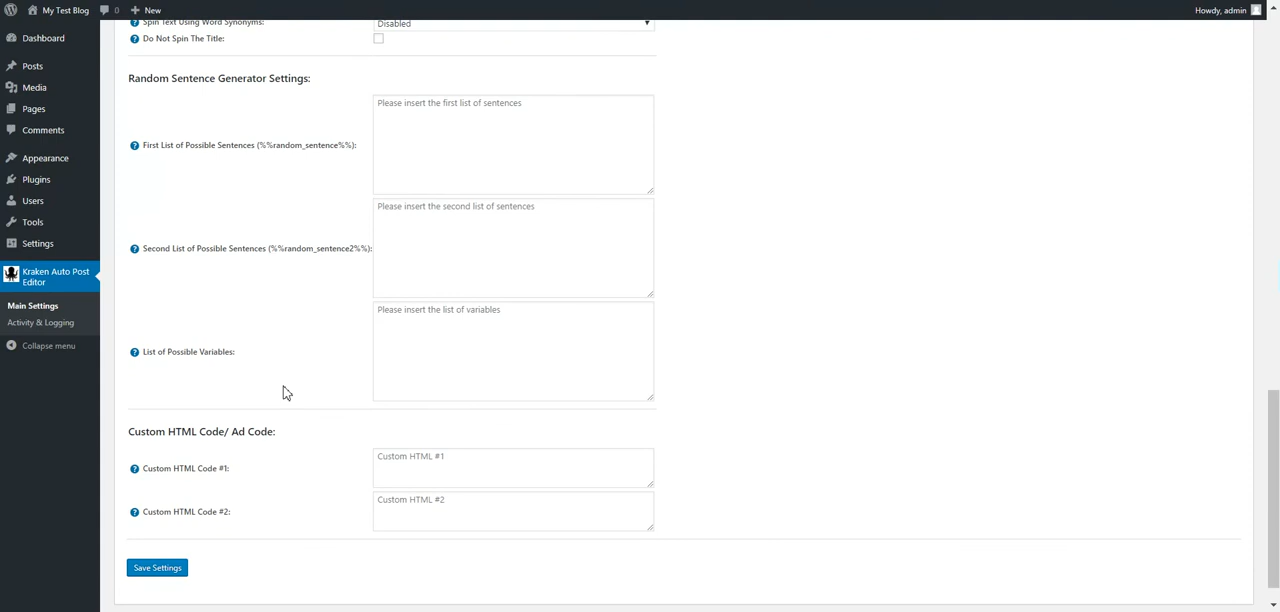 My Test Blog 0 New Howdy, admin
Dashboard
Posts
Media
Pages
Comments
Appearance
Plugins
Users
Tools
Settings
Kraken Auto Post
Editor
Main Settings
Activity & Logging
Collapse menu
Spin Text Using Word Synonyms: Disabled
Do Not Spin The Title:
Random Sentence Generator Settings:
Please insert the first list of sentences
First List of Possible Sentences (%%random_sentence%%):
Please insert the second list of sentences
Second List of Possible Sentences (%%random_sentence2%%):
Please insert the list of variables
List of Possible Variables:
Custom HTML Code/ Ad Code:
Custom HTML #1
Custom HTML Code #1:
Custom HTML #2
Custom HTML Code #2:
Save Settings